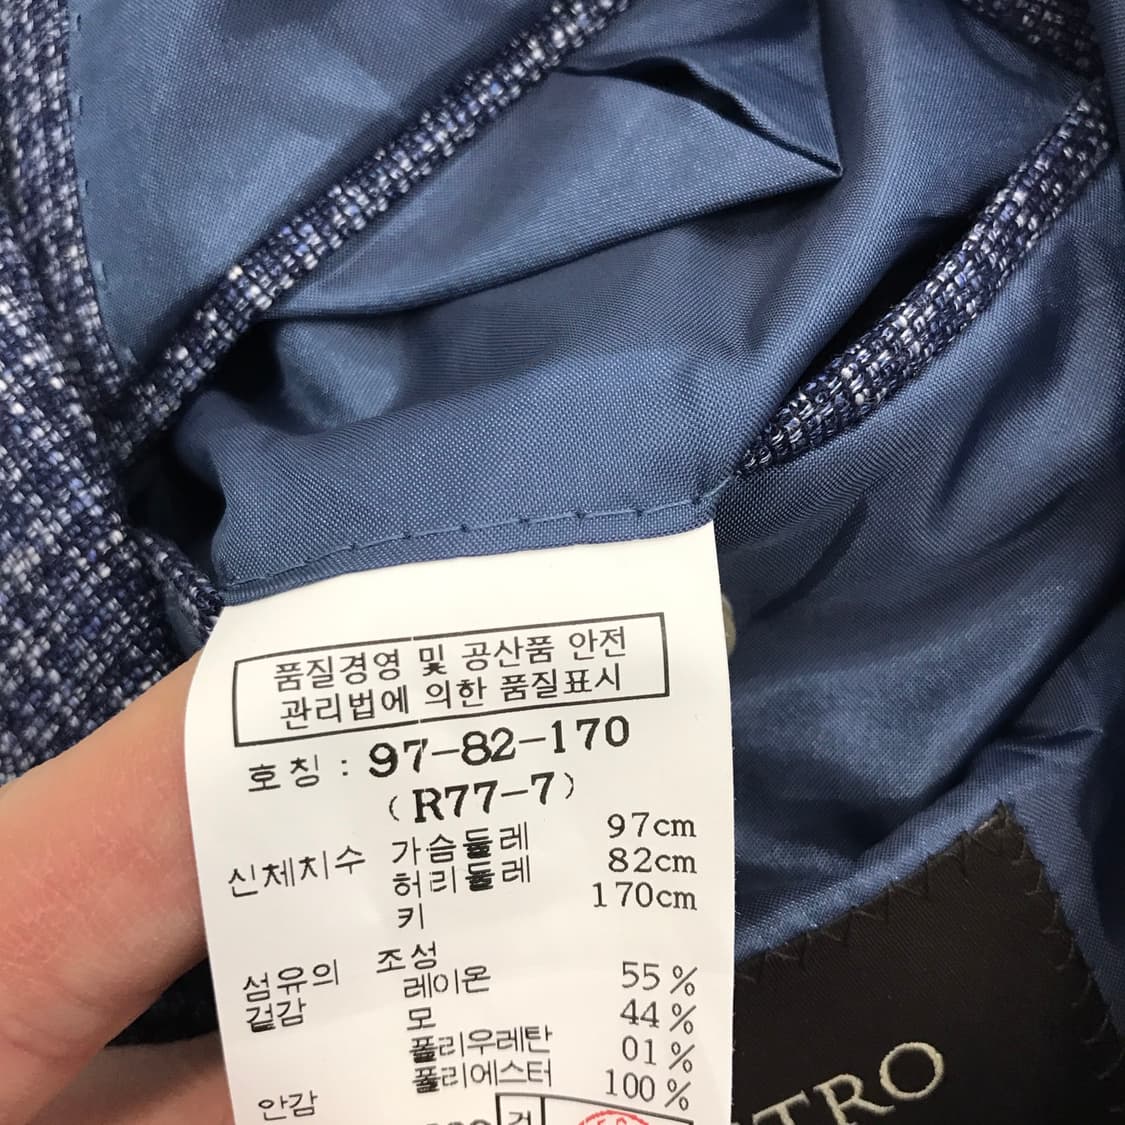 품질경영 및 공산품 안전
관리법에 의한 품질표시
호칭 : 97-82-170
(R77-7)
신체치수 가슴둘레 97cm
허리둘레 82cm
키 170cm
섬유의 조성
겉감 레이온 55%
모 44%
폴리우레탄 01%
안감 폴리에스터 100%
TRO